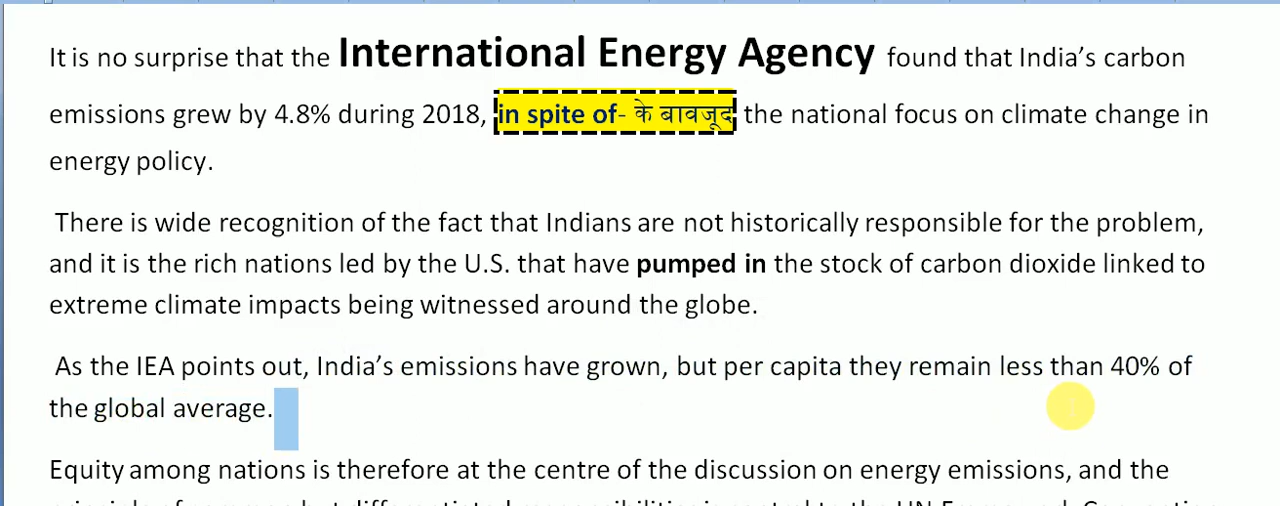 It is no surprise that the International Energy Agency found that India’s carbon
emissions grew by 4.8% during 2018, in spite of- के बावजूद the national focus on climate change in
energy policy.
There is wide recognition of the fact that Indians are not historically responsible for the problem,
and it is the rich nations led by the U.S. that have pumped in the stock of carbon dioxide linked to
extreme climate impacts being witnessed around the globe.
As the IEA points out, India’s emissions have grown, but per capita they remain less than 40% of
the global average.
Equity among nations is therefore at the centre of the discussion on energy emissions, and the